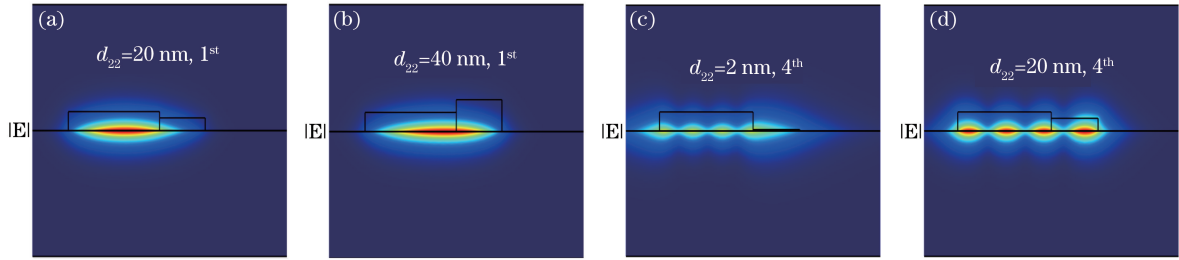 (a)
d₂₂=20 nm, 1ˢᵗ
|E|
(b)
d₂₂=40 nm, 1ˢᵗ
|E|
(c)
d₂₂=2 nm, 4ᵗʰ
|E|
(d)
d₂₂=20 nm, 4ᵗʰ
|E|